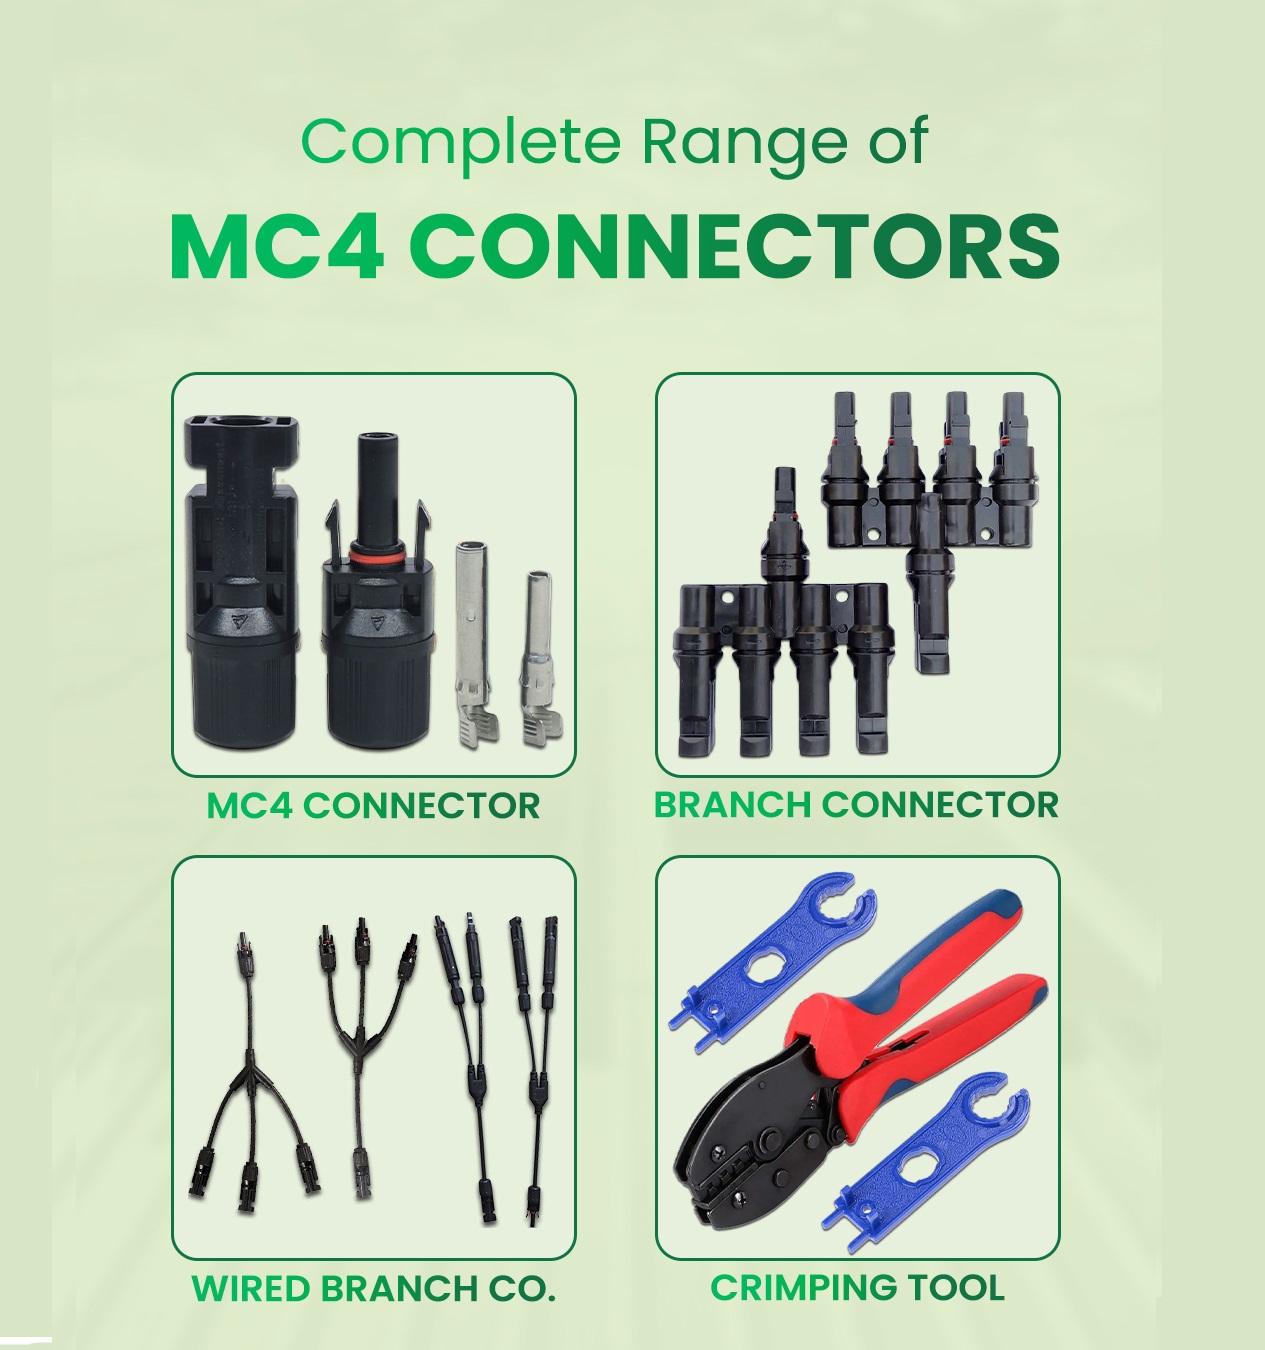 Complete Range of
MC4 CONNECTORS
MC4 CONNECTOR
BRANCH CONNECTOR
WIRED BRANCH CO.
CRIMPING TOOL